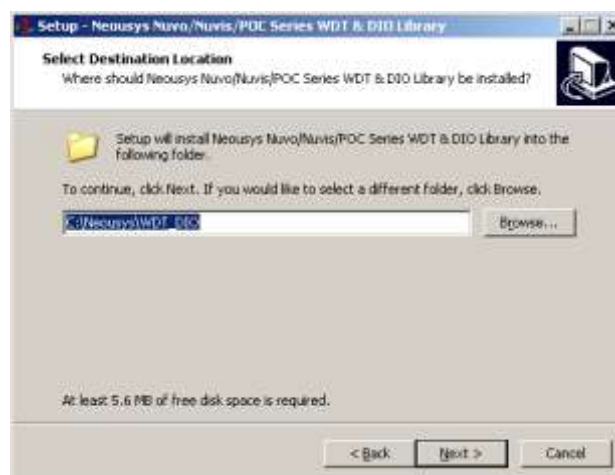 Setup - Neousys Nuvo/Nuvis/POC Series WDT & DIO Library
Select Destination Location
Where should Neousys Nuvo/Nuvis/POC Series WDT & DIO Library be installed?
Setup will install Neousys Nuvo/Nuvis/POC Series WDT & DIO Library into the
following folder.
To continue, click Next. If you would like to select a different folder, click Browse.
C:\Neousys\WDT_DIO
Browse...
At least 5.6 MB of free disk space is required.
< Back Next > Cancel